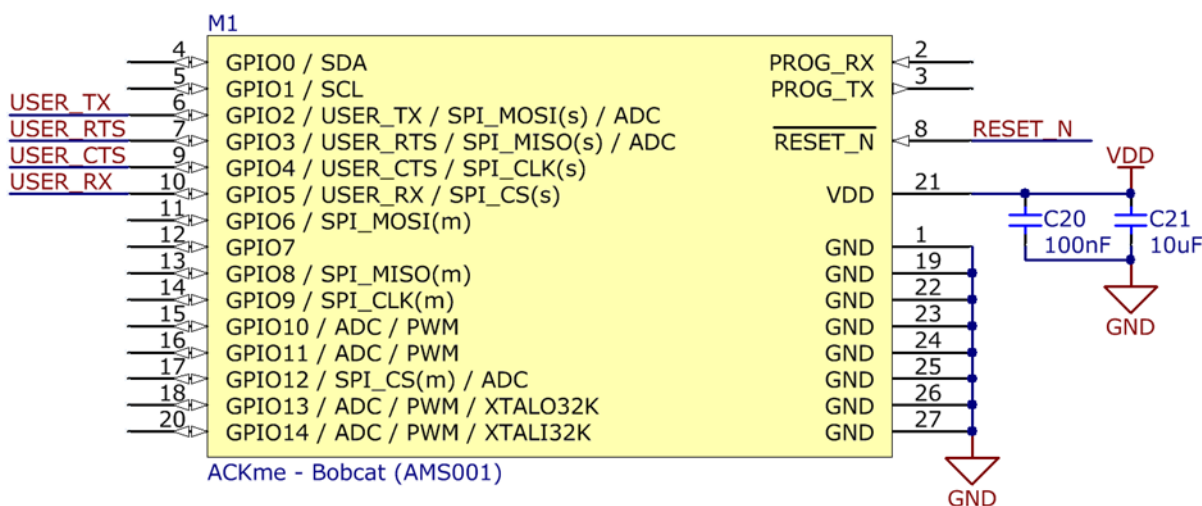 M1
4 GPIO0 / SDA
5 GPIO1 / SCL
USER_TX 6 GPIO2 / USER_TX / SPI_MOSI(s) / ADC
USER_RTS 7 GPIO3 / USER_RTS / SPI_MISO(s) / ADC
USER_CTS 9 GPIO4 / USER_CTS / SPI_CLK(s)
USER_RX 10 GPIO5 / USER_RX / SPI_CS(s)
11 GPIO6 / SPI_MOSI(m)
12 GPIO7
13 GPIO8 / SPI_MISO(m)
14 GPIO9 / SPI_CLK(m)
15 GPIO10 / ADC / PWM
16 GPIO11 / ADC / PWM
17 GPIO12 / SPI_CS(m) / ADC
18 GPIO13 / ADC / PWM / XTALO32K
20 GPIO14 / ADC / PWM / XTALI32K
PROG_RX 2
PROG_TX 3
RESET_N 8 RESET_N
VDD 21
GND 1
GND 19
GND 22
GND 23
GND 24
GND 25
GND 26
GND 27
GND
VDD
C20
100nF
C21
10uF
GND
ACKme - Bobcat (AMS001)